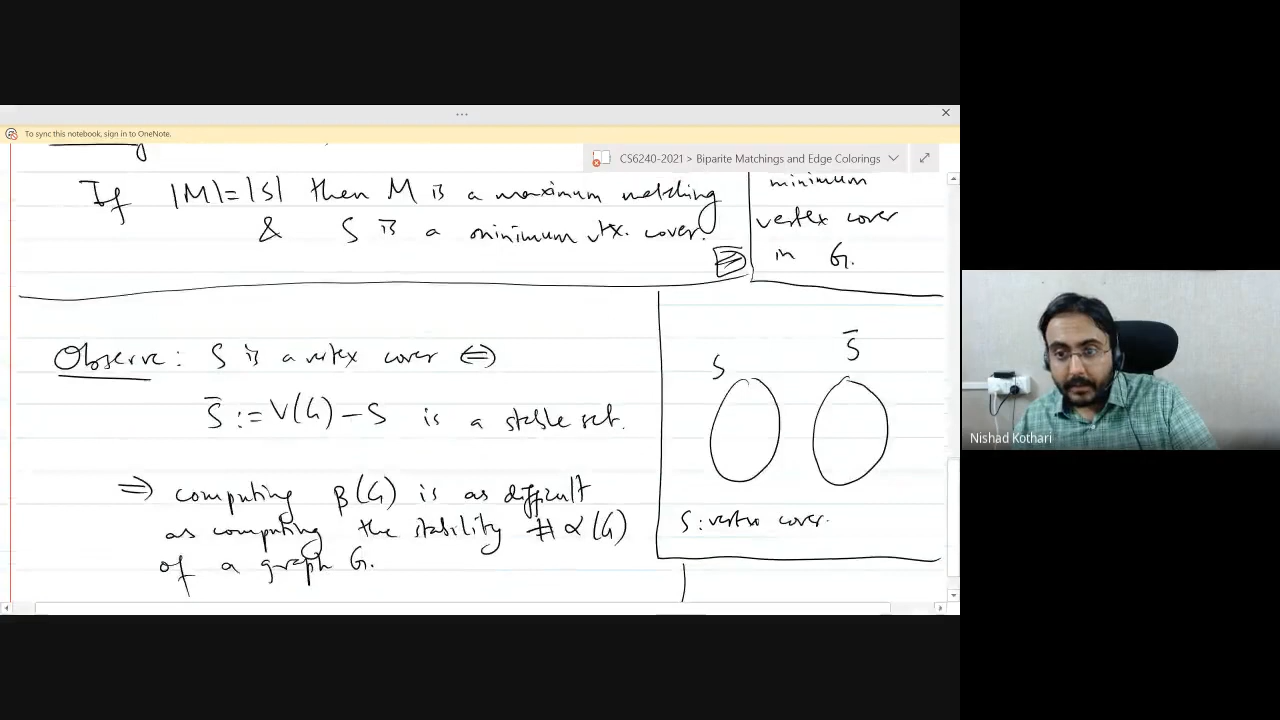 To sync this notebook, sign in to OneNote.
CS6240-2021 > Biparite Matchings and Edge Colorings
If |M|=|S| then M is a maximum matching
& S is a minimum vtx. cover.
minimum
vertex cover
in G.
Observe: S is a vertex cover ⇔
S̄ := V(G) - S is a stable set.
⇒ computing β(G) is as difficult
as computing the stability # α(G)
of a graph G.
S
S̄
S: vertex cover.
Nishad Kothari